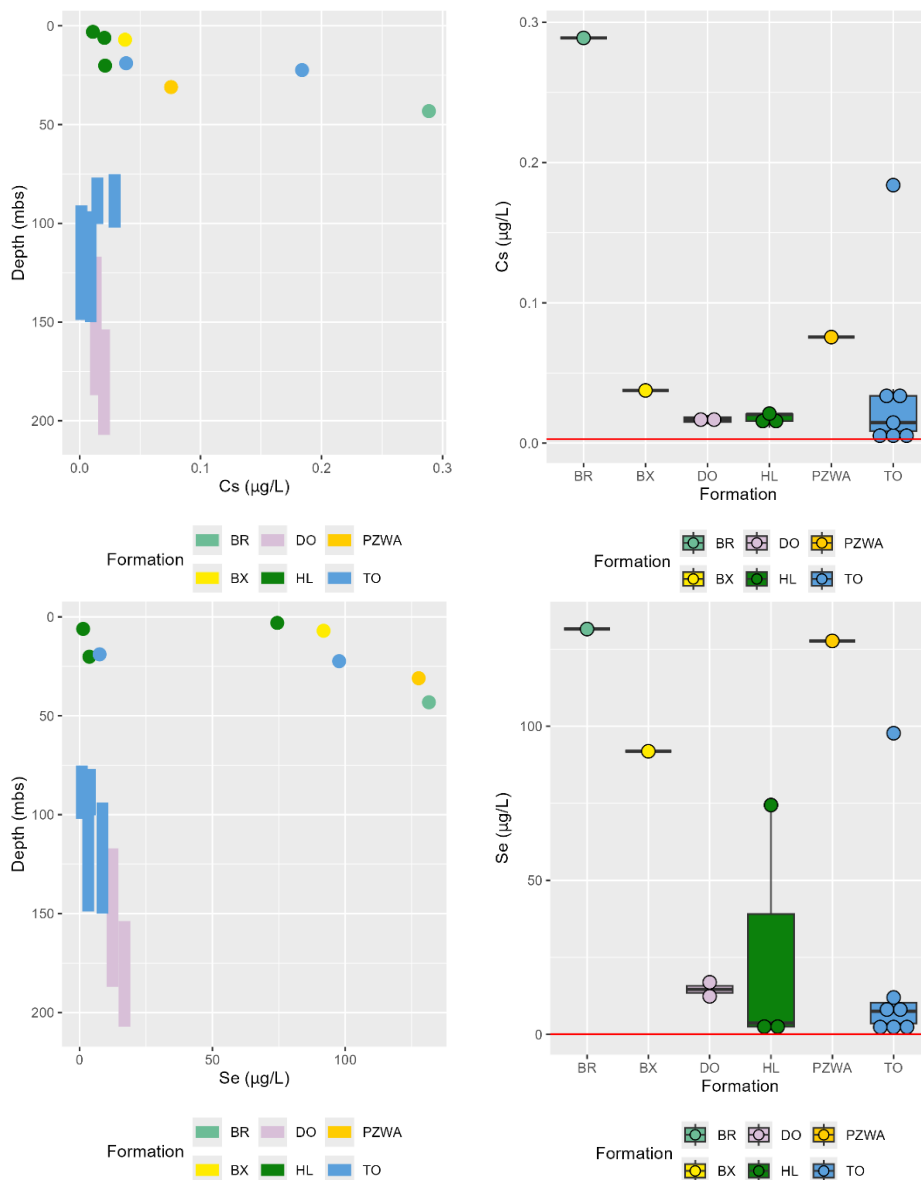 0
50
100
150
200
Depth (mbs)
0.0
0.1
0.2
0.3
Cs (µg/L)
Formation
BR
DO
PZWA
BX
HL
TO
0.3
0.2
0.1
0.0
Cs (µg/L)
BR
BX
DO
HL
PZWA
TO
Formation
Formation
BR
DO
PZWA
BX
HL
TO
0
50
100
150
200
Depth (mbs)
0
50
100
Se (µg/L)
Formation
BR
DO
PZWA
BX
HL
TO
100
50
0
Se (µg/L)
BR
BX
DO
HL
PZWA
TO
Formation
Formation
BR
DO
PZWA
BX
HL
TO